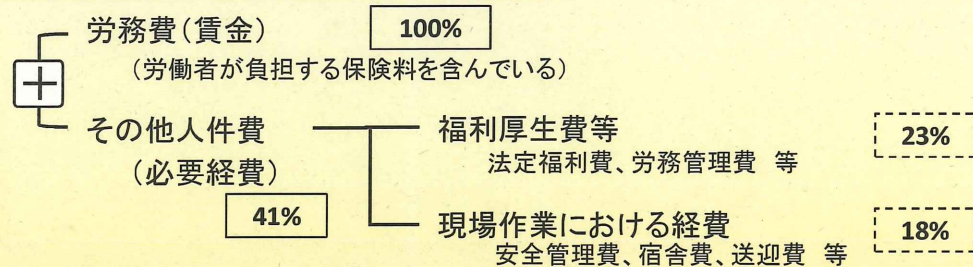 労務費(賃金) 100%
(労働者が負担する保険料を含んでいる)
+
その他人件費 福利厚生費等 23%
(必要経費) 法定福利費、労務管理費 等
41% 現場作業における経費 18%
安全管理費、宿舎費、送迎費 等